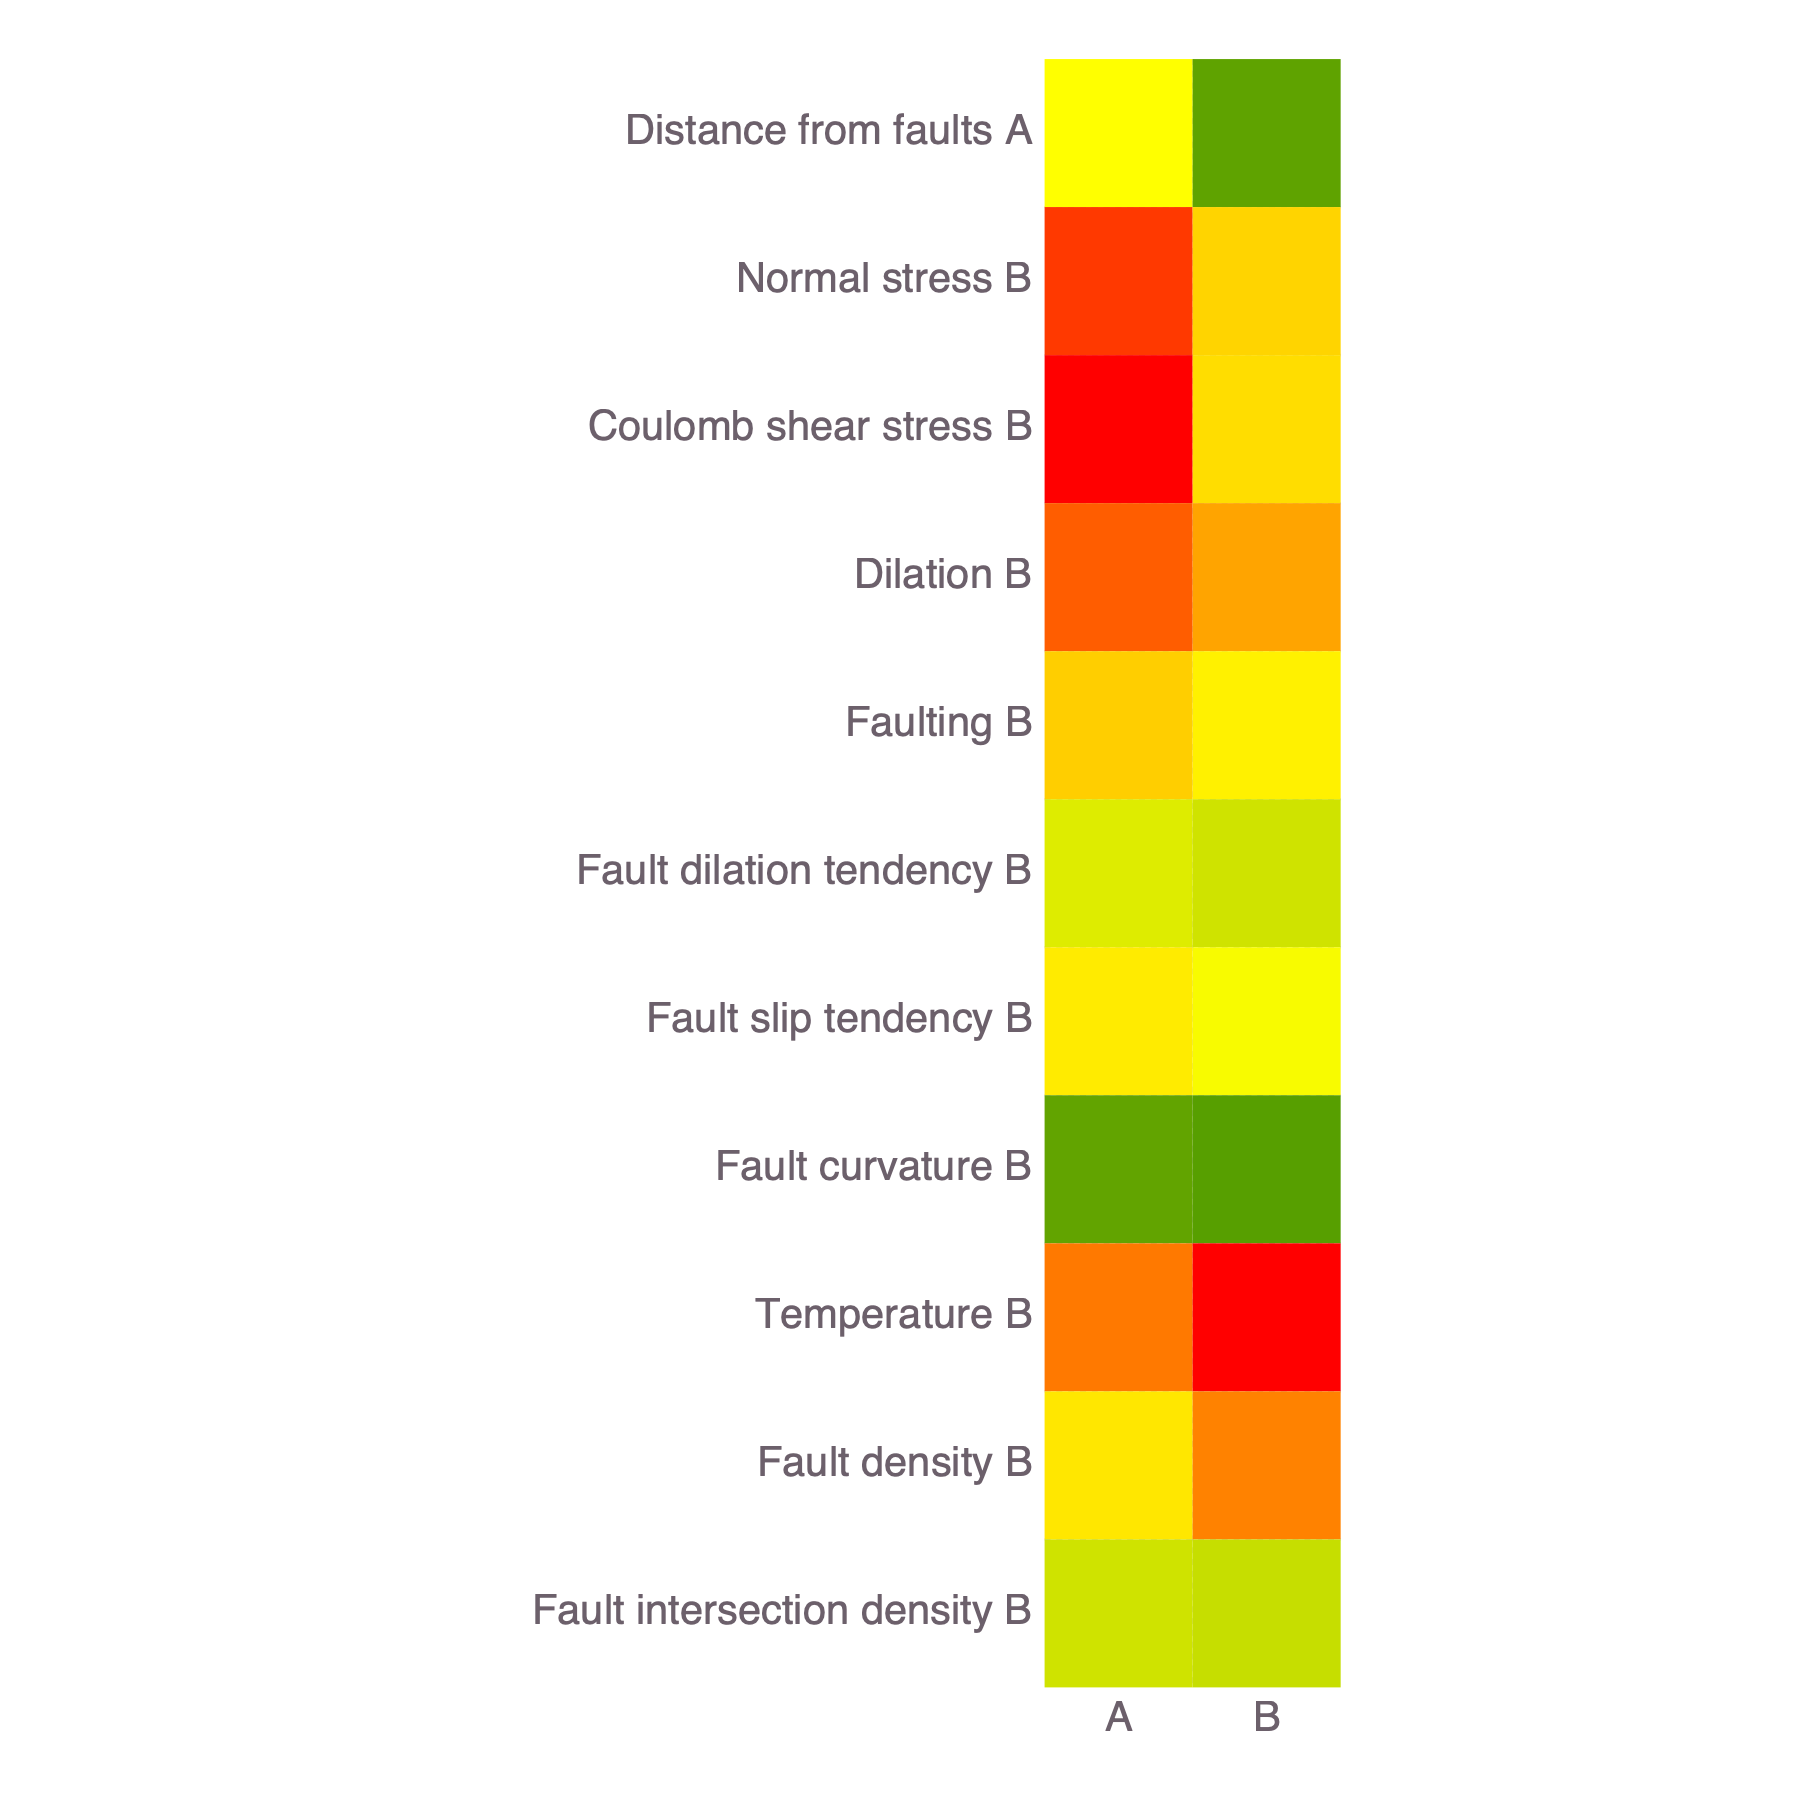 Distance from faults A
Normal stress B
Coulomb shear stress B
Dilation B
Faulting B
Fault dilation tendency B
Fault slip tendency B
Fault curvature B
Temperature B
Fault density B
Fault intersection density B
A B